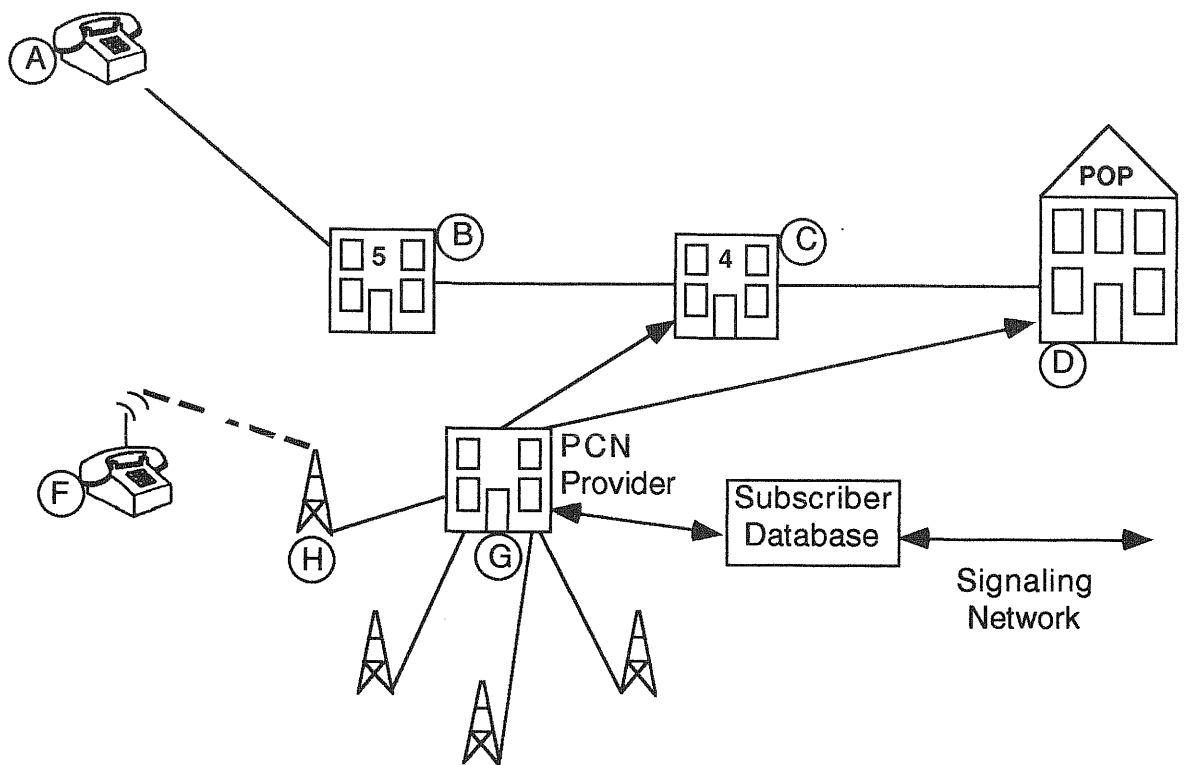 A
POP
B
5
4
C
D
F
PCN
Provider
Subscriber
Database
H
G
Signaling
Network